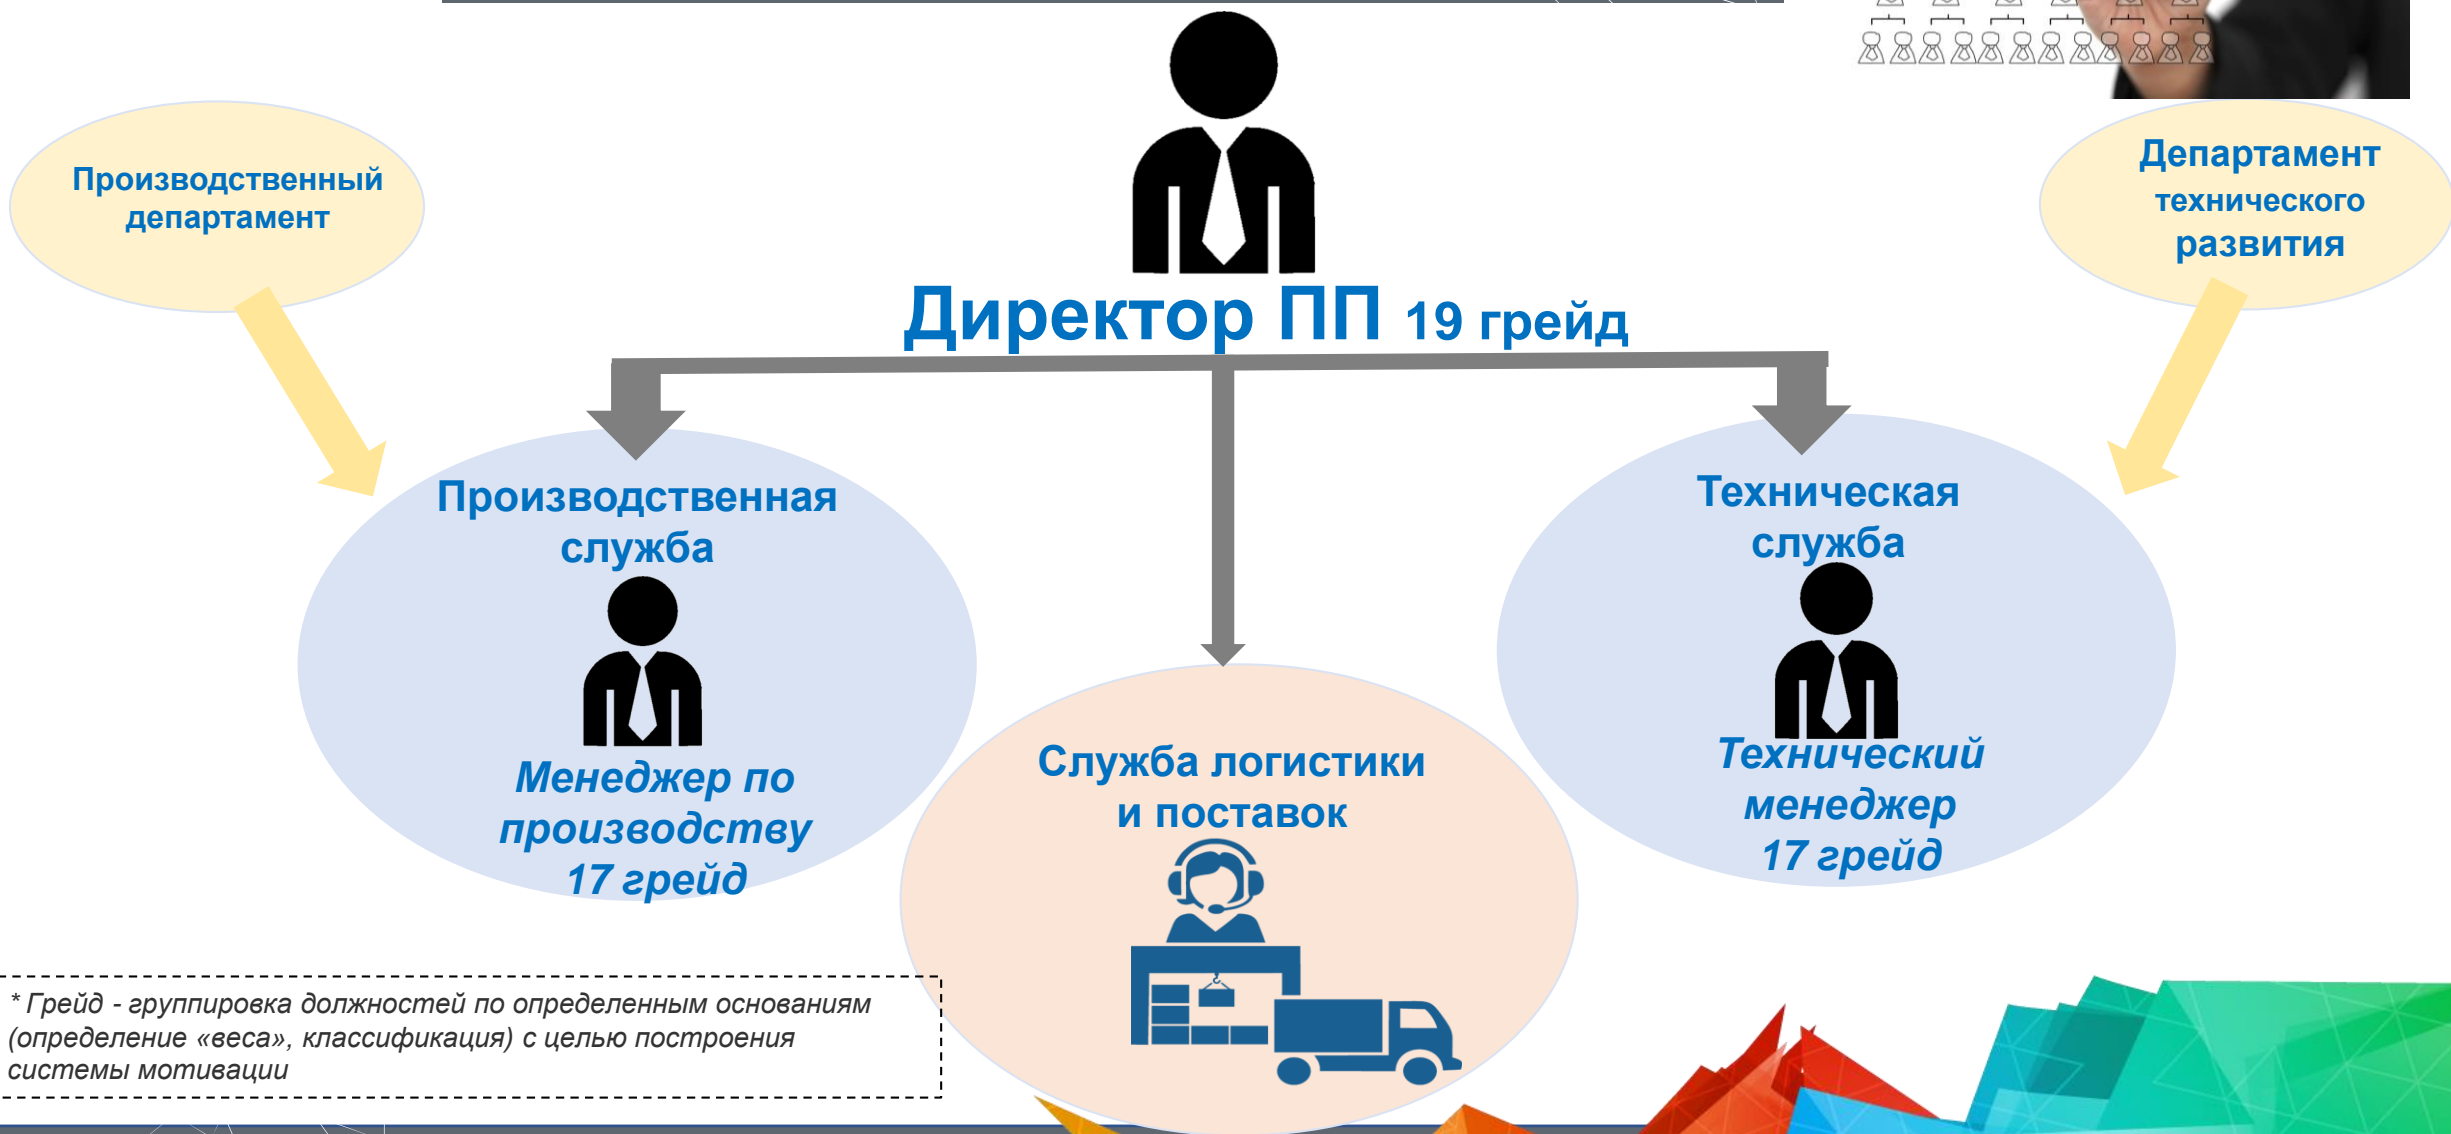 Производственный
департамент
Департамент
технического
развития
Директор ПП 19 грейд
Производственная
служба
Менеджер по
производству
17 грейд
Служба логистики
и поставок
Техническая
служба
Технический
менеджер
17 грейд
* Грейд - группировка должностей по определенным основаниям
(определение «веса», классификация) с целью построения
системы мотивации